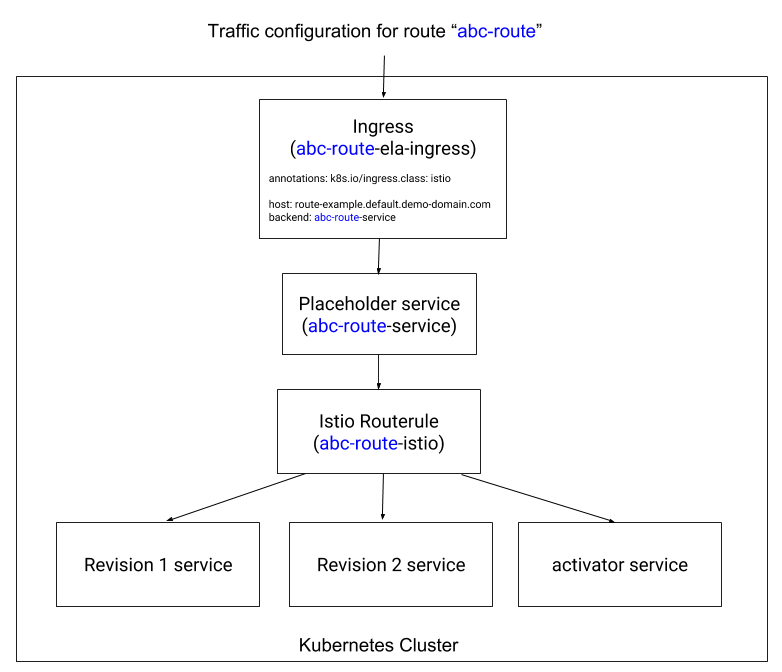 Traffic configuration for route “abc-route”
Ingress
(abc-route-ela-ingress)
annotations: k8s.io/ingress.class: istio
host: route-example.default.demo-domain.com
backend: abc-route-service
Placeholder service
(abc-route-service)
Istio Routerule
(abc-route-istio)
Revision 1 service
Revision 2 service
activator service
Kubernetes Cluster